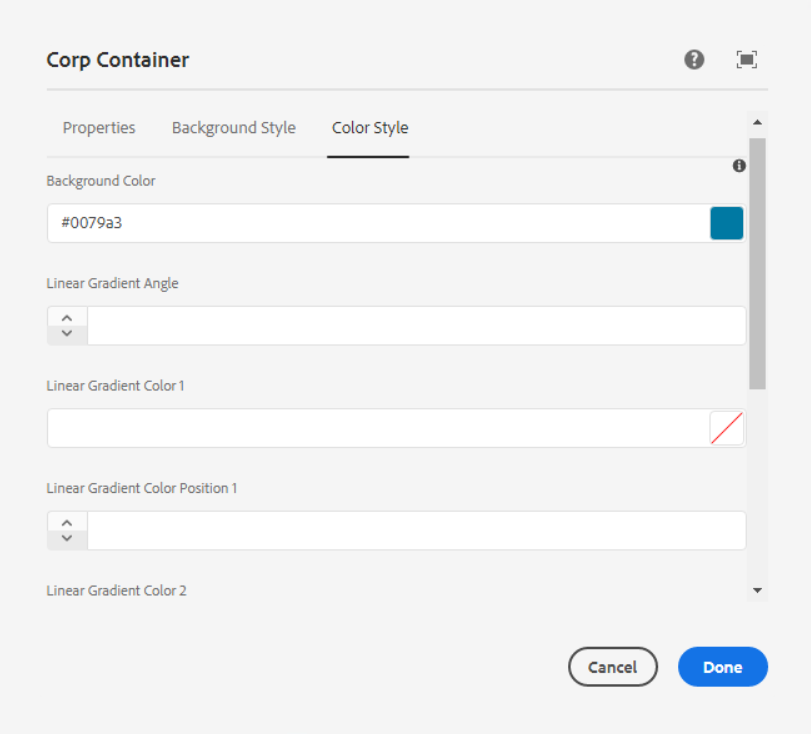 Corp Container
Properties Background Style Color Style
Background Color
#0079a3
Linear Gradient Angle
Linear Gradient Color 1
Linear Gradient Color Position 1
Linear Gradient Color 2
Cancel Done